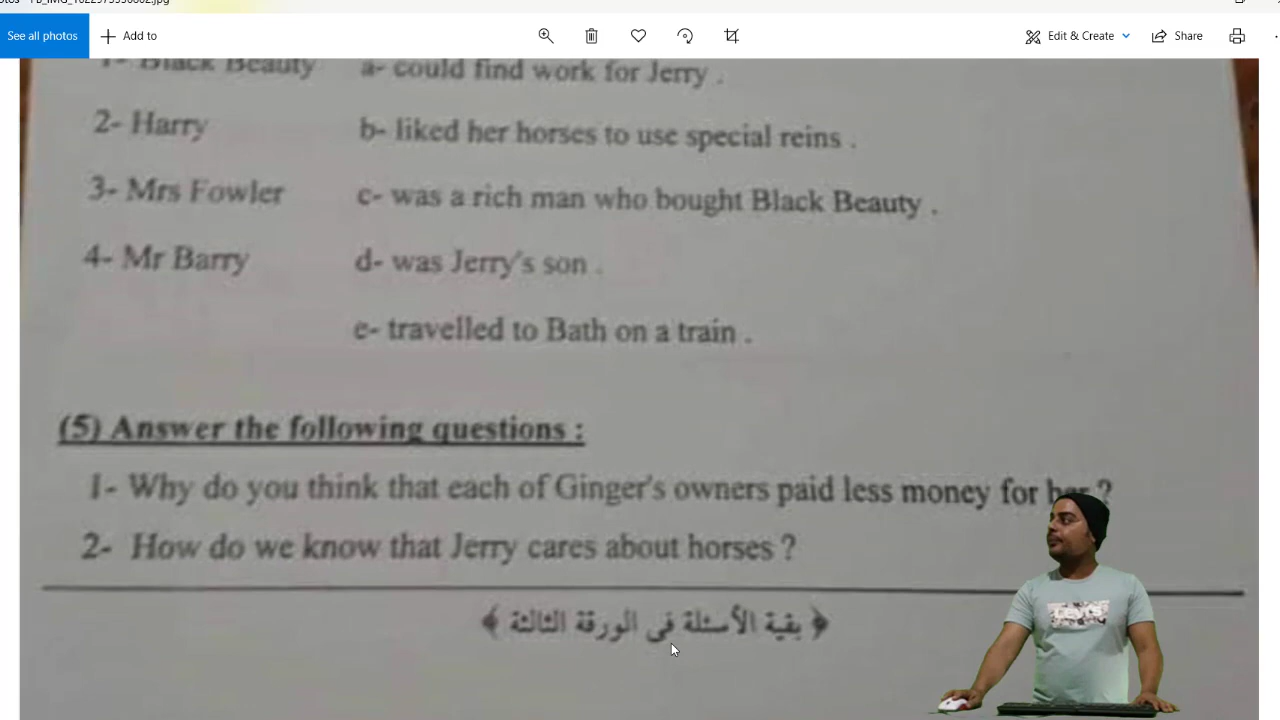 See all photos
Add to
Edit & Create
Share
1- Black Beauty a- could find work for Jerry .
2- Harry b- liked her horses to use special reins .
3- Mrs Fowler c- was a rich man who bought Black Beauty .
4- Mr Barry d- was Jerry's son .
e- travelled to Bath on a train .
(5) Answer the following questions :
1- Why do you think that each of Ginger's owners paid less money for her ?
2- How do we know that Jerry cares about horses ?
﴿ بقية الأسئلة فى الورقة الثالثة ﴾